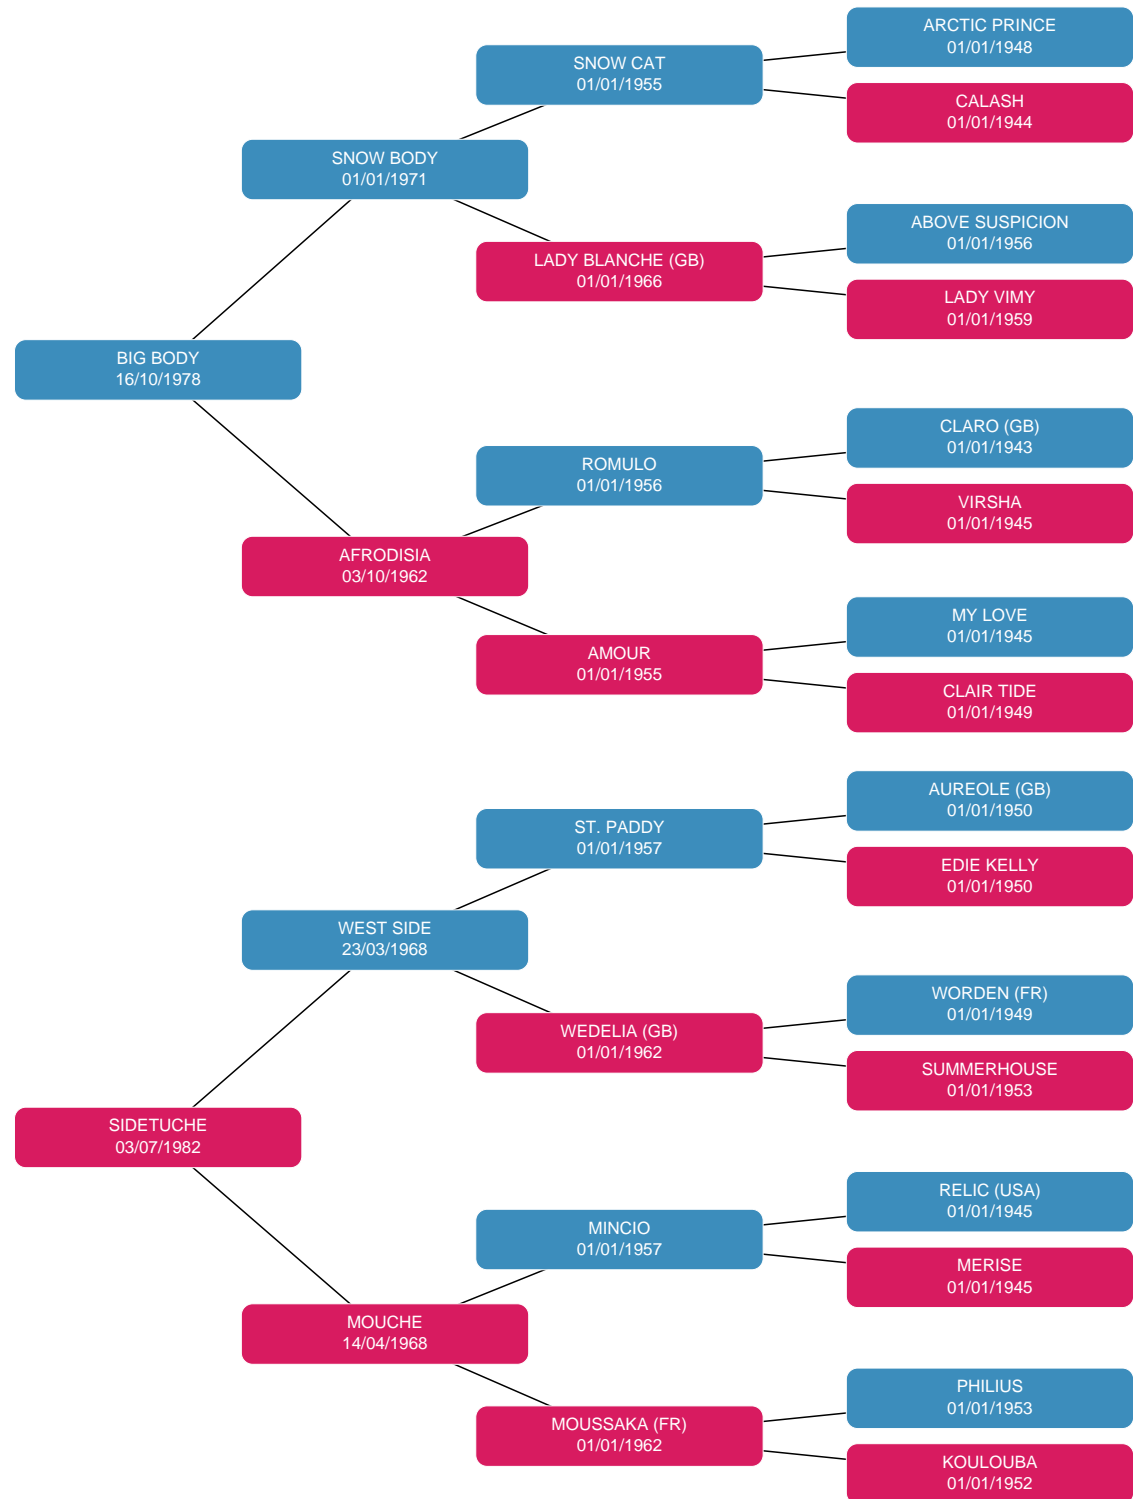 ARCTIC PRINCE
01/01/1948
SNOW CAT
01/01/1955
CALASH
01/01/1944
SNOW BODY
01/01/1971
ABOVE SUSPICION
01/01/1956
LADY BLANCHE (GB)
01/01/1966
LADY VIMY
01/01/1959
BIG BODY
16/10/1978
CLARO (GB)
01/01/1943
ROMULO
01/01/1956
VIRSHA
01/01/1945
AFRODISIA
03/10/1962
MY LOVE
01/01/1945
AMOUR
01/01/1955
CLAIR TIDE
01/01/1949
AUREOLE (GB)
01/01/1950
ST. PADDY
01/01/1957
EDIE KELLY
01/01/1950
WEST SIDE
23/03/1968
WORDEN (FR)
01/01/1949
WEDELIA (GB)
01/01/1962
SUMMERHOUSE
01/01/1953
SIDETUCHE
03/07/1982
RELIC (USA)
01/01/1945
MINCIO
01/01/1957
MERISE
01/01/1945
MOUCHE
14/04/1968
PHILIUS
01/01/1953
MOUSSAKA (FR)
01/01/1962
KOULOUBA
01/01/1952